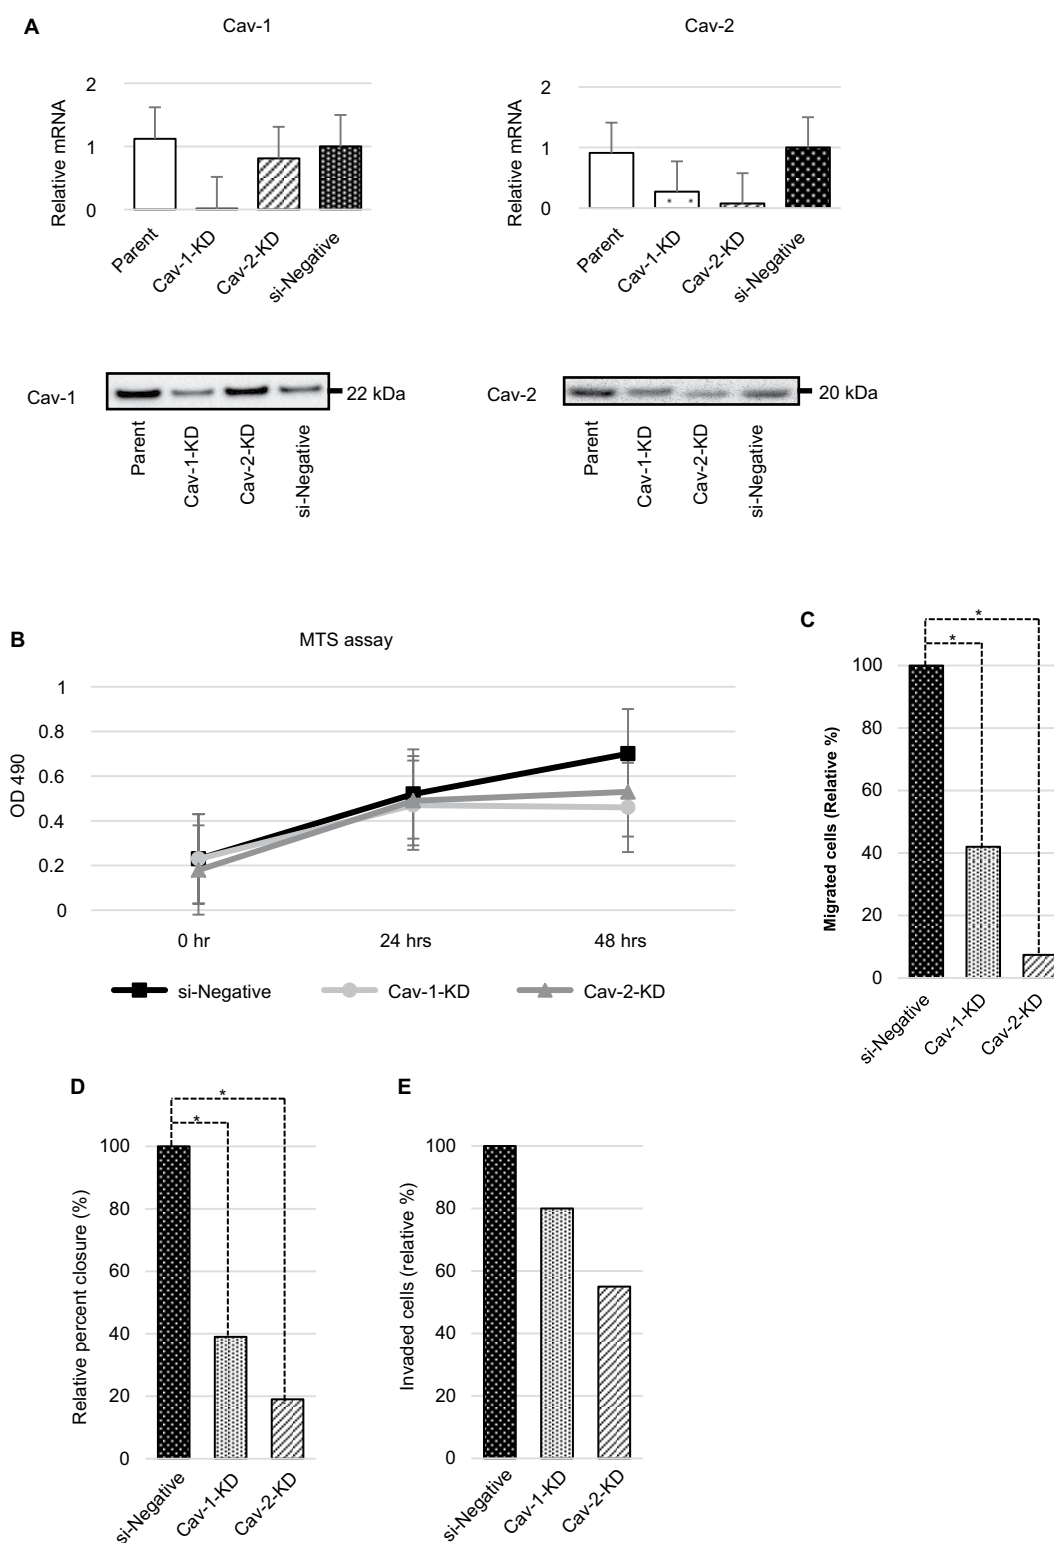 A
Cav-1
Cav-2
Relative mRNA
2
1
0
Parent
Cav-1-KD
Cav-2-KD
si-Negative
Relative mRNA
2
1
0
Parent
Cav-1-KD
Cav-2-KD
si-Negative
Cav-1
22 kDa
Parent
Cav-1-KD
Cav-2-KD
si-Negative
Cav-2
20 kDa
Parent
Cav-1-KD
Cav-2-KD
si-Negative
B
MTS assay
OD 490
1
0.8
0.6
0.4
0.2
0
0 hr
24 hrs
48 hrs
si-Negative
Cav-1-KD
Cav-2-KD
C
*
*
Migrated cells (Relative %)
100
80
60
40
20
0
si-Negative
Cav-1-KD
Cav-2-KD
D
*
*
Relative percent closure (%)
100
80
60
40
20
0
si-Negative
Cav-1-KD
Cav-2-KD
E
Invaded cells (relative %)
100
80
60
40
20
0
si-Negative
Cav-1-KD
Cav-2-KD